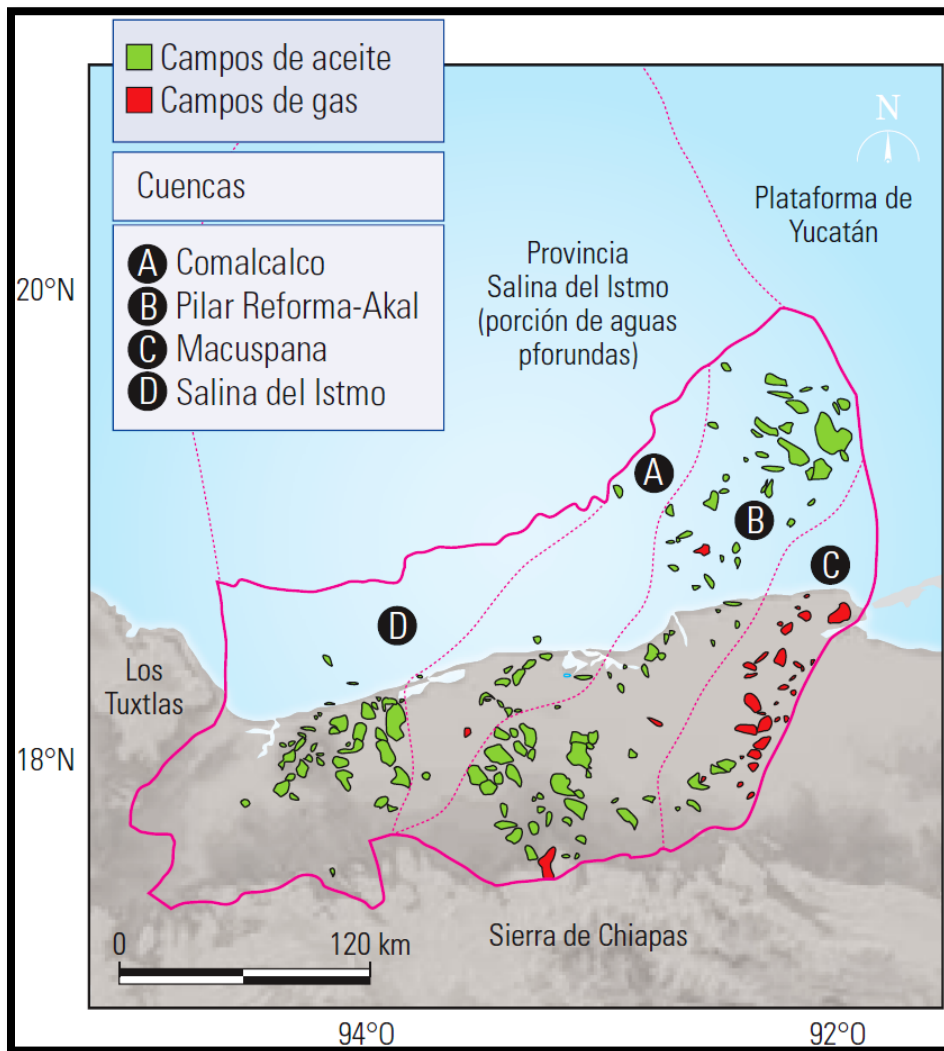 Campos de aceite
Campos de gas
Cuencas
A Comalcalco
B Pilar Reforma-Akal
C Macuspana
D Salina del Istmo
N
Plataforma de
Yucatán
Provincia
Salina del Istmo
(porción de aguas
pforundas)
20°N
A
B
C
D
Los
Tuxtlas
18°N
Sierra de Chiapas
0
120 km
94°O
92°O